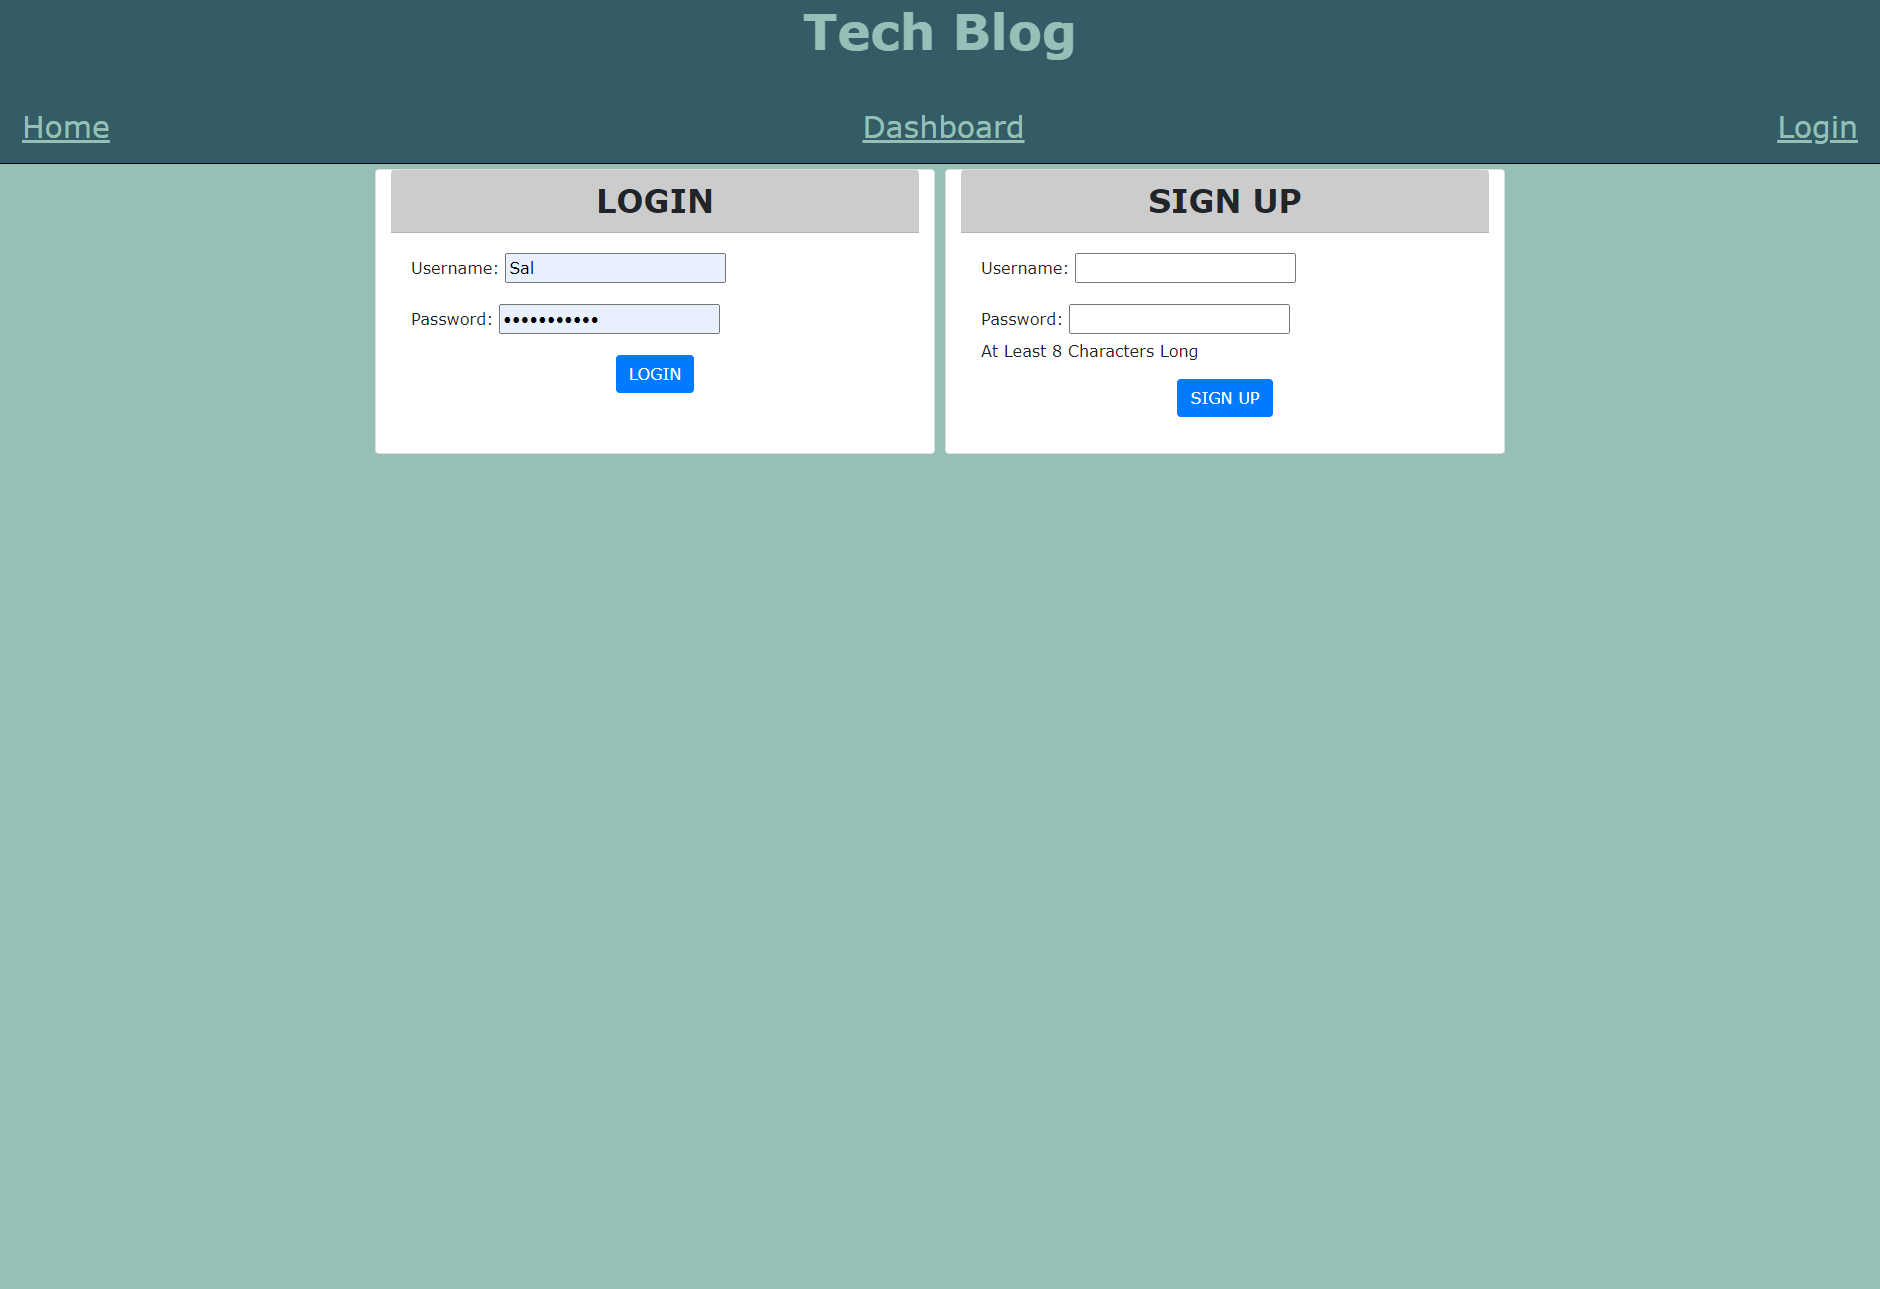 Tech Blog
Home Dashboard Login
LOGIN
Username: Sal
Password: •••••••••••
LOGIN
SIGN UP
Username:
Password:
At Least 8 Characters Long
SIGN UP